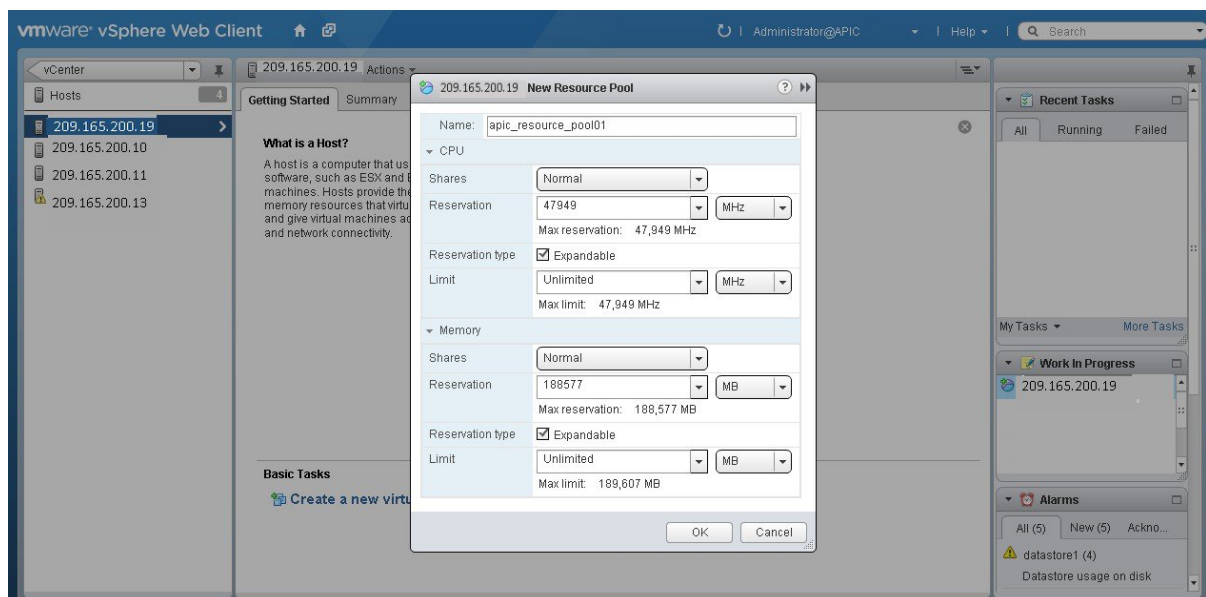 vmware® vSphere Web Client
Administrator@APIC
Help
Search
vCenter
Hosts
4
209.165.200.19
209.165.200.10
209.165.200.11
209.165.200.13
209.165.200.19 Actions
Getting Started
Summary
What is a Host?
A host is a computer that us
software, such as ESX and
machines. Hosts provide the
memory resources that virtu
and give virtual machines ac
and network connectivity.
Basic Tasks
Create a new virtu
209.165.200.19 New Resource Pool
?
Name: apic_resource_pool01
CPU
Shares Normal
Reservation 47949 MHz
Max reservation: 47,949 MHz
Reservation type Expandable
Limit Unlimited MHz
Max limit: 47,949 MHz
Memory
Shares Normal
Reservation 188577 MB
Max reservation: 188,577 MB
Reservation type Expandable
Limit Unlimited MB
Max limit: 189,607 MB
OK
Cancel
Recent Tasks
All
Running
Failed
My Tasks
More Tasks
Work In Progress
209.165.200.19
Alarms
All (5)
New (5)
Ackno...
datastore1 (4)
Datastore usage on disk